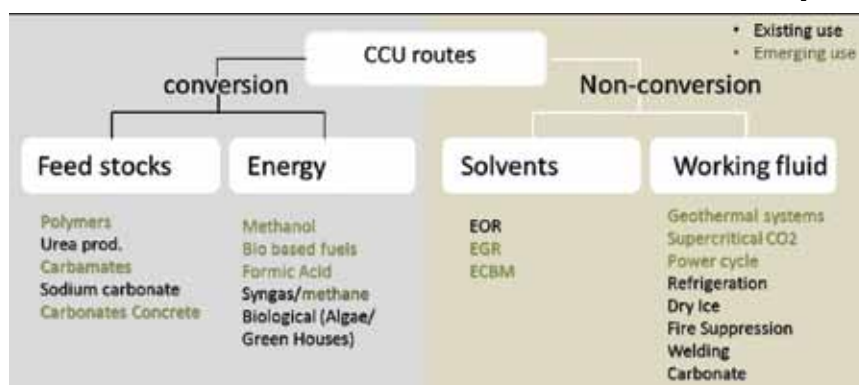 CCU routes
• Existing use
• Emerging use
conversion
Non-conversion
Feed stocks
Polymers
Urea prod.
Carbamates
Sodium carbonate
Carbonates Concrete
Energy
Methanol
Bio based fuels
Formic Acid
Syngas/methane
Biological (Algae/
Green Houses)
Solvents
EOR
EGR
ECBM
Working fluid
Geothermal systems
Supercritical CO2
Power cycle
Refrigeration
Dry Ice
Fire Suppression
Welding
Carbonate